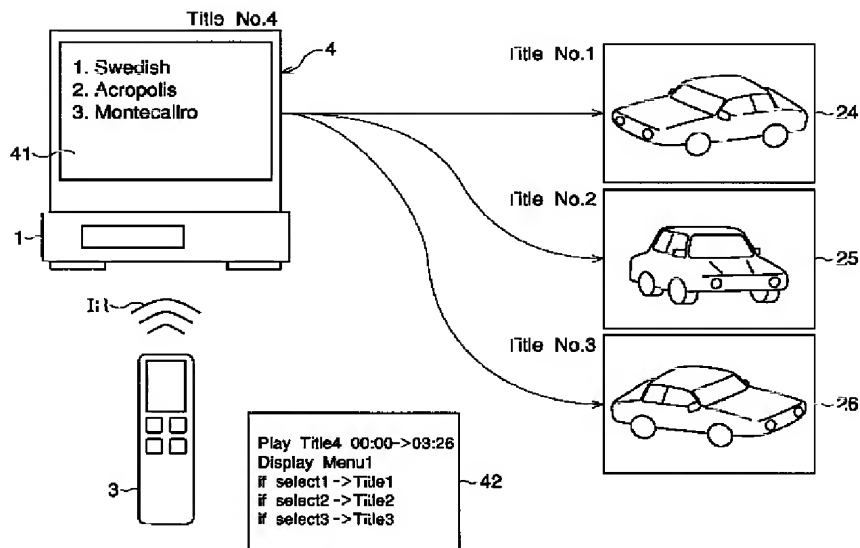 Title No.4
4
1. Swedish
2. Acropolis
3. Montecallro
41
1
IR
3
Play Title4 00:00->03:26
Display Menu1
if select1->Title1
if select2->Title2
if select3->Title3
42
Title No.1
24
Title No.2
25
Title No.3
26